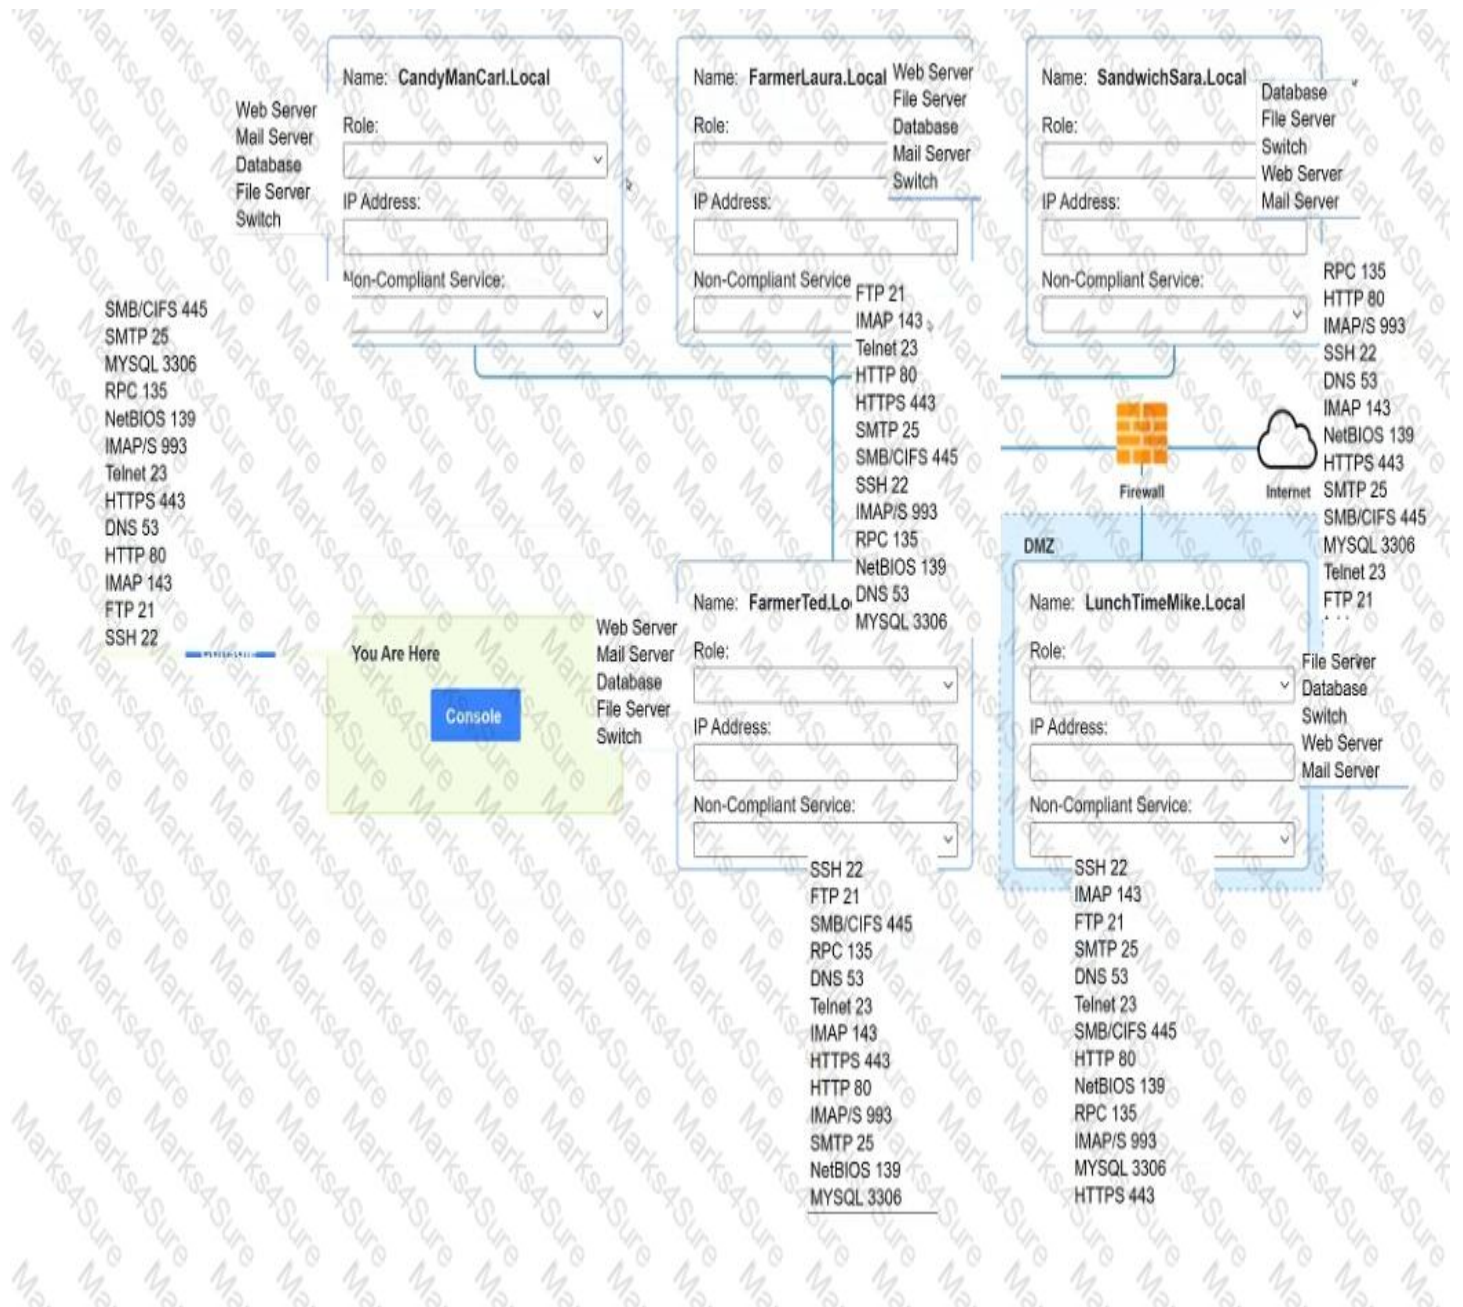 Name: CandyManCarl.Local
Web Server
Mail Server
Database
File Server
Switch
Role:
IP Address:
Non-Compliant Service:
SMB/CIFS 445
SMTP 25
MYSQL 3306
RPC 135
NetBIOS 139
IMAP/S 993
Telnet 23
HTTPS 443
DNS 53
HTTP 80
IMAP 143
FTP 21
SSH 22
Name: FarmerLaura.Local
Web Server
File Server
Database
Mail Server
Switch
Role:
IP Address:
Non-Compliant Service
FTP 21
IMAP 143
Telnet 23
HTTP 80
HTTPS 443
SMTP 25
SMB/CIFS 445
SSH 22
IMAP/S 993
RPC 135
NetBIOS 139
DNS 53
MYSQL 3306
Name: SandwichSara.Local
Database
File Server
Switch
Web Server
Mail Server
Role:
IP Address:
Non-Compliant Service:
RPC 135
HTTP 80
IMAP/S 993
SSH 22
DNS 53
IMAP 143
NetBIOS 139
HTTPS 443
SMTP 25
SMB/CIFS 445
MYSQL 3306
Telnet 23
FTP 21
Firewall
Internet
You Are Here
Console
Name: FarmerTed.Lo
Web Server
Mail Server
Database
File Server
Switch
Role:
IP Address:
Non-Compliant Service:
SSH 22
FTP 21
SMB/CIFS 445
RPC 135
DNS 53
Telnet 23
IMAP 143
HTTPS 443
HTTP 80
IMAP/S 993
SMTP 25
NetBIOS 139
MYSQL 3306
DMZ
Name: LunchTimeMike.Local
Role:
File Server
Database
Switch
Web Server
Mail Server
IP Address:
Non-Compliant Service:
SSH 22
IMAP 143
FTP 21
SMTP 25
DNS 53
Telnet 23
SMB/CIFS 445
HTTP 80
NetBIOS 139
RPC 135
IMAP/S 993
MYSQL 3306
HTTPS 443
Marks4Sure